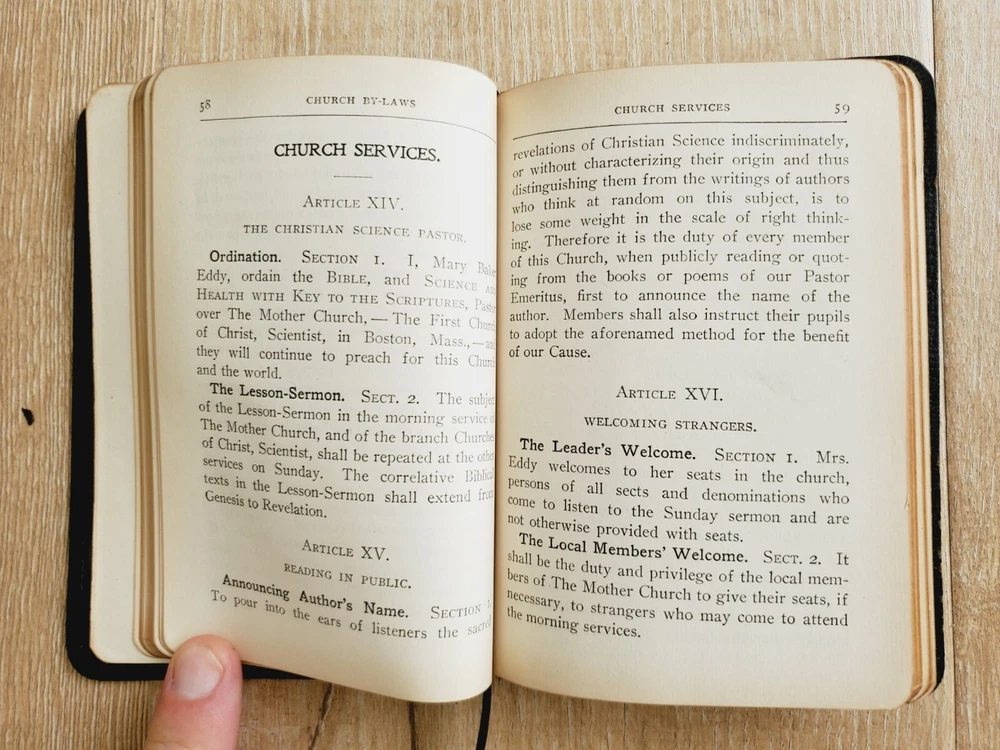 58
CHURCH BY-LAWS
CHURCH SERVICES.
ARTICLE XIV.
THE CHRISTIAN SCIENCE PASTOR.
Ordination. SECTION 1. I, Mary Baker
Eddy, ordain the BIBLE, and SCIENCE AND
HEALTH WITH KEY TO THE SCRIPTURES, Pastor
over The Mother Church,—The First Church
of Christ, Scientist, in Boston, Mass.,—and
they will continue to preach for this Church
and the world.
The Lesson-Sermon. SECT. 2. The subject
of the Lesson-Sermon in the morning service of
The Mother Church, and of the branch Churches
of Christ, Scientist, shall be repeated at the other
services on Sunday. The correlative Biblical
texts in the Lesson-Sermon shall extend from
Genesis to Revelation.
ARTICLE XV.
READING IN PUBLIC.
Announcing Author's Name. SECTION 1.
To pour into the ears of listeners the sacred
CHURCH SERVICES
59
revelations of Christian Science indiscriminately,
or without characterizing their origin and thus
distinguishing them from the writings of authors
who think at random on this subject, is to
lose some weight in the scale of right think-
ing. Therefore it is the duty of every member
of this Church, when publicly reading or quot-
ing from the books or poems of our Pastor
Emeritus, first to announce the name of the
author. Members shall also instruct their pupils
to adopt the aforenamed method for the benefit
of our Cause.
ARTICLE XVI.
WELCOMING STRANGERS.
The Leader's Welcome. SECTION 1. Mrs.
Eddy welcomes to her seats in the church,
persons of all sects and denominations who
come to listen to the Sunday sermon and are
not otherwise provided with seats.
The Local Members' Welcome. SECT. 2. It
shall be the duty and privilege of the local mem-
bers of The Mother Church to give their seats, if
necessary, to strangers who may come to attend
the morning services.